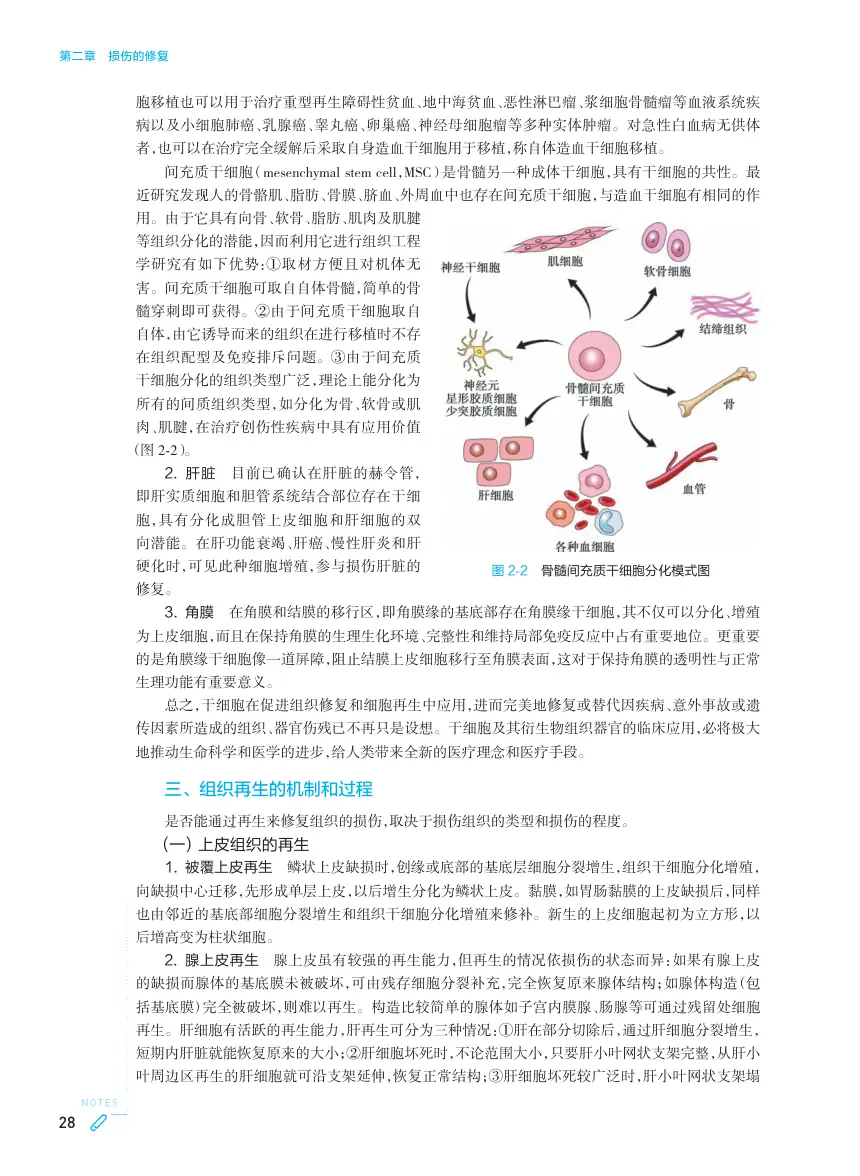 第二章 损伤的修复
胞移植也可以用于治疗重型再生障碍性贫血、地中海贫血、恶性淋巴瘤、浆细胞骨髓瘤等血液系统疾
病以及小细胞肺癌、乳腺癌、睾丸癌、卵巢癌、神经母细胞瘤等多种实体肿瘤。对急性白血病无供体
者,也可以在治疗完全缓解后采取自身造血干细胞用于移植,称自体造血干细胞移植。
间充质干细胞(mesenchymal stem cell,MSC)是骨髓另一种成体干细胞,具有干细胞的共性。最
近研究发现人的骨骼肌、脂肪、骨膜、脐血、外周血中也存在间充质干细胞,与造血干细胞有相同的作
用。由于它具有向骨、软骨、脂肪、肌肉及肌腱
等组织分化的潜能,因而利用它进行组织工程
学研究有如下优势:①取材方便且对机体无
害。间充质干细胞可取自自体骨髓,简单的骨
髓穿刺即可获得。②由于间充质干细胞取自
自体,由它诱导而来的组织在进行移植时不存
在组织配型及免疫排斥问题。③由于间充质
干细胞分化的组织类型广泛,理论上能分化为
所有的间质组织类型,如分化为骨、软骨或肌
肉、肌腱,在治疗创伤性疾病中具有应用价值
(图 2-2)。
2. 肝脏 目前已确认在肝脏的赫令管,
即肝实质细胞和胆管系统结合部位存在干细
胞,具有分化成胆管上皮细胞和肝细胞的双
向潜能。在肝功能衰竭、肝癌、慢性肝炎和肝
硬化时,可见此种细胞增殖,参与损伤肝脏的
修复。
神经干细胞
肌细胞
软骨细胞
结缔组织
神经元
星形胶质细胞
少突胶质细胞
骨髓间充质
干细胞
骨
肝细胞
血管
各种血细胞
图 2-2 骨髓间充质干细胞分化模式图
3. 角膜 在角膜和结膜的移行区,即角膜缘的基底部存在角膜缘干细胞,其不仅可以分化、增殖
为上皮细胞,而且在保持角膜的生理生化环境、完整性和维持局部免疫反应中占有重要地位。更重要
的是角膜缘干细胞像一道屏障,阻止结膜上皮细胞移行至角膜表面,这对于保持角膜的透明性与正常
生理功能有重要意义。
总之,干细胞在促进组织修复和细胞再生中应用,进而完美地修复或替代因疾病、意外事故或遗
传因素所造成的组织、器官伤残已不再只是设想。干细胞及其衍生物组织器官的临床应用,必将极大
地推动生命科学和医学的进步,给人类带来全新的医疗理念和医疗手段。
三、组织再生的机制和过程
是否能通过再生来修复组织的损伤,取决于损伤组织的类型和损伤的程度。
(一)上皮组织的再生
1. 被覆上皮再生 鳞状上皮缺损时,创缘或底部的基底层细胞分裂增生,组织干细胞分化增殖,
向缺损中心迁移,先形成单层上皮,以后增生分化为鳞状上皮。黏膜,如胃肠黏膜的上皮缺损后,同样
也由邻近的基底部细胞分裂增生和组织干细胞分化增殖来修补。新生的上皮细胞起初为立方形,以
后增高变为柱状细胞。
2. 腺上皮再生 腺上皮虽有较强的再生能力,但再生的情况依损伤的状态而异:如果有腺上皮
的缺损而腺体的基底膜未被破坏,可由残存细胞分裂补充,完全恢复原来腺体结构;如腺体构造(包
括基底膜)完全被破坏,则难以再生。构造比较简单的腺体如子宫内膜腺、肠腺等可通过残留处细胞
再生。肝细胞有活跃的再生能力,肝再生可分为三种情况:①肝在部分切除后,通过肝细胞分裂增生,
短期内肝脏就能恢复原来的大小;②肝细胞坏死时,不论范围大小,只要肝小叶网状支架完整,从肝小
叶周边区再生的肝细胞就可沿支架延伸,恢复正常结构;③肝细胞坏死较广泛时,肝小叶网状支架塌
NOTES
28